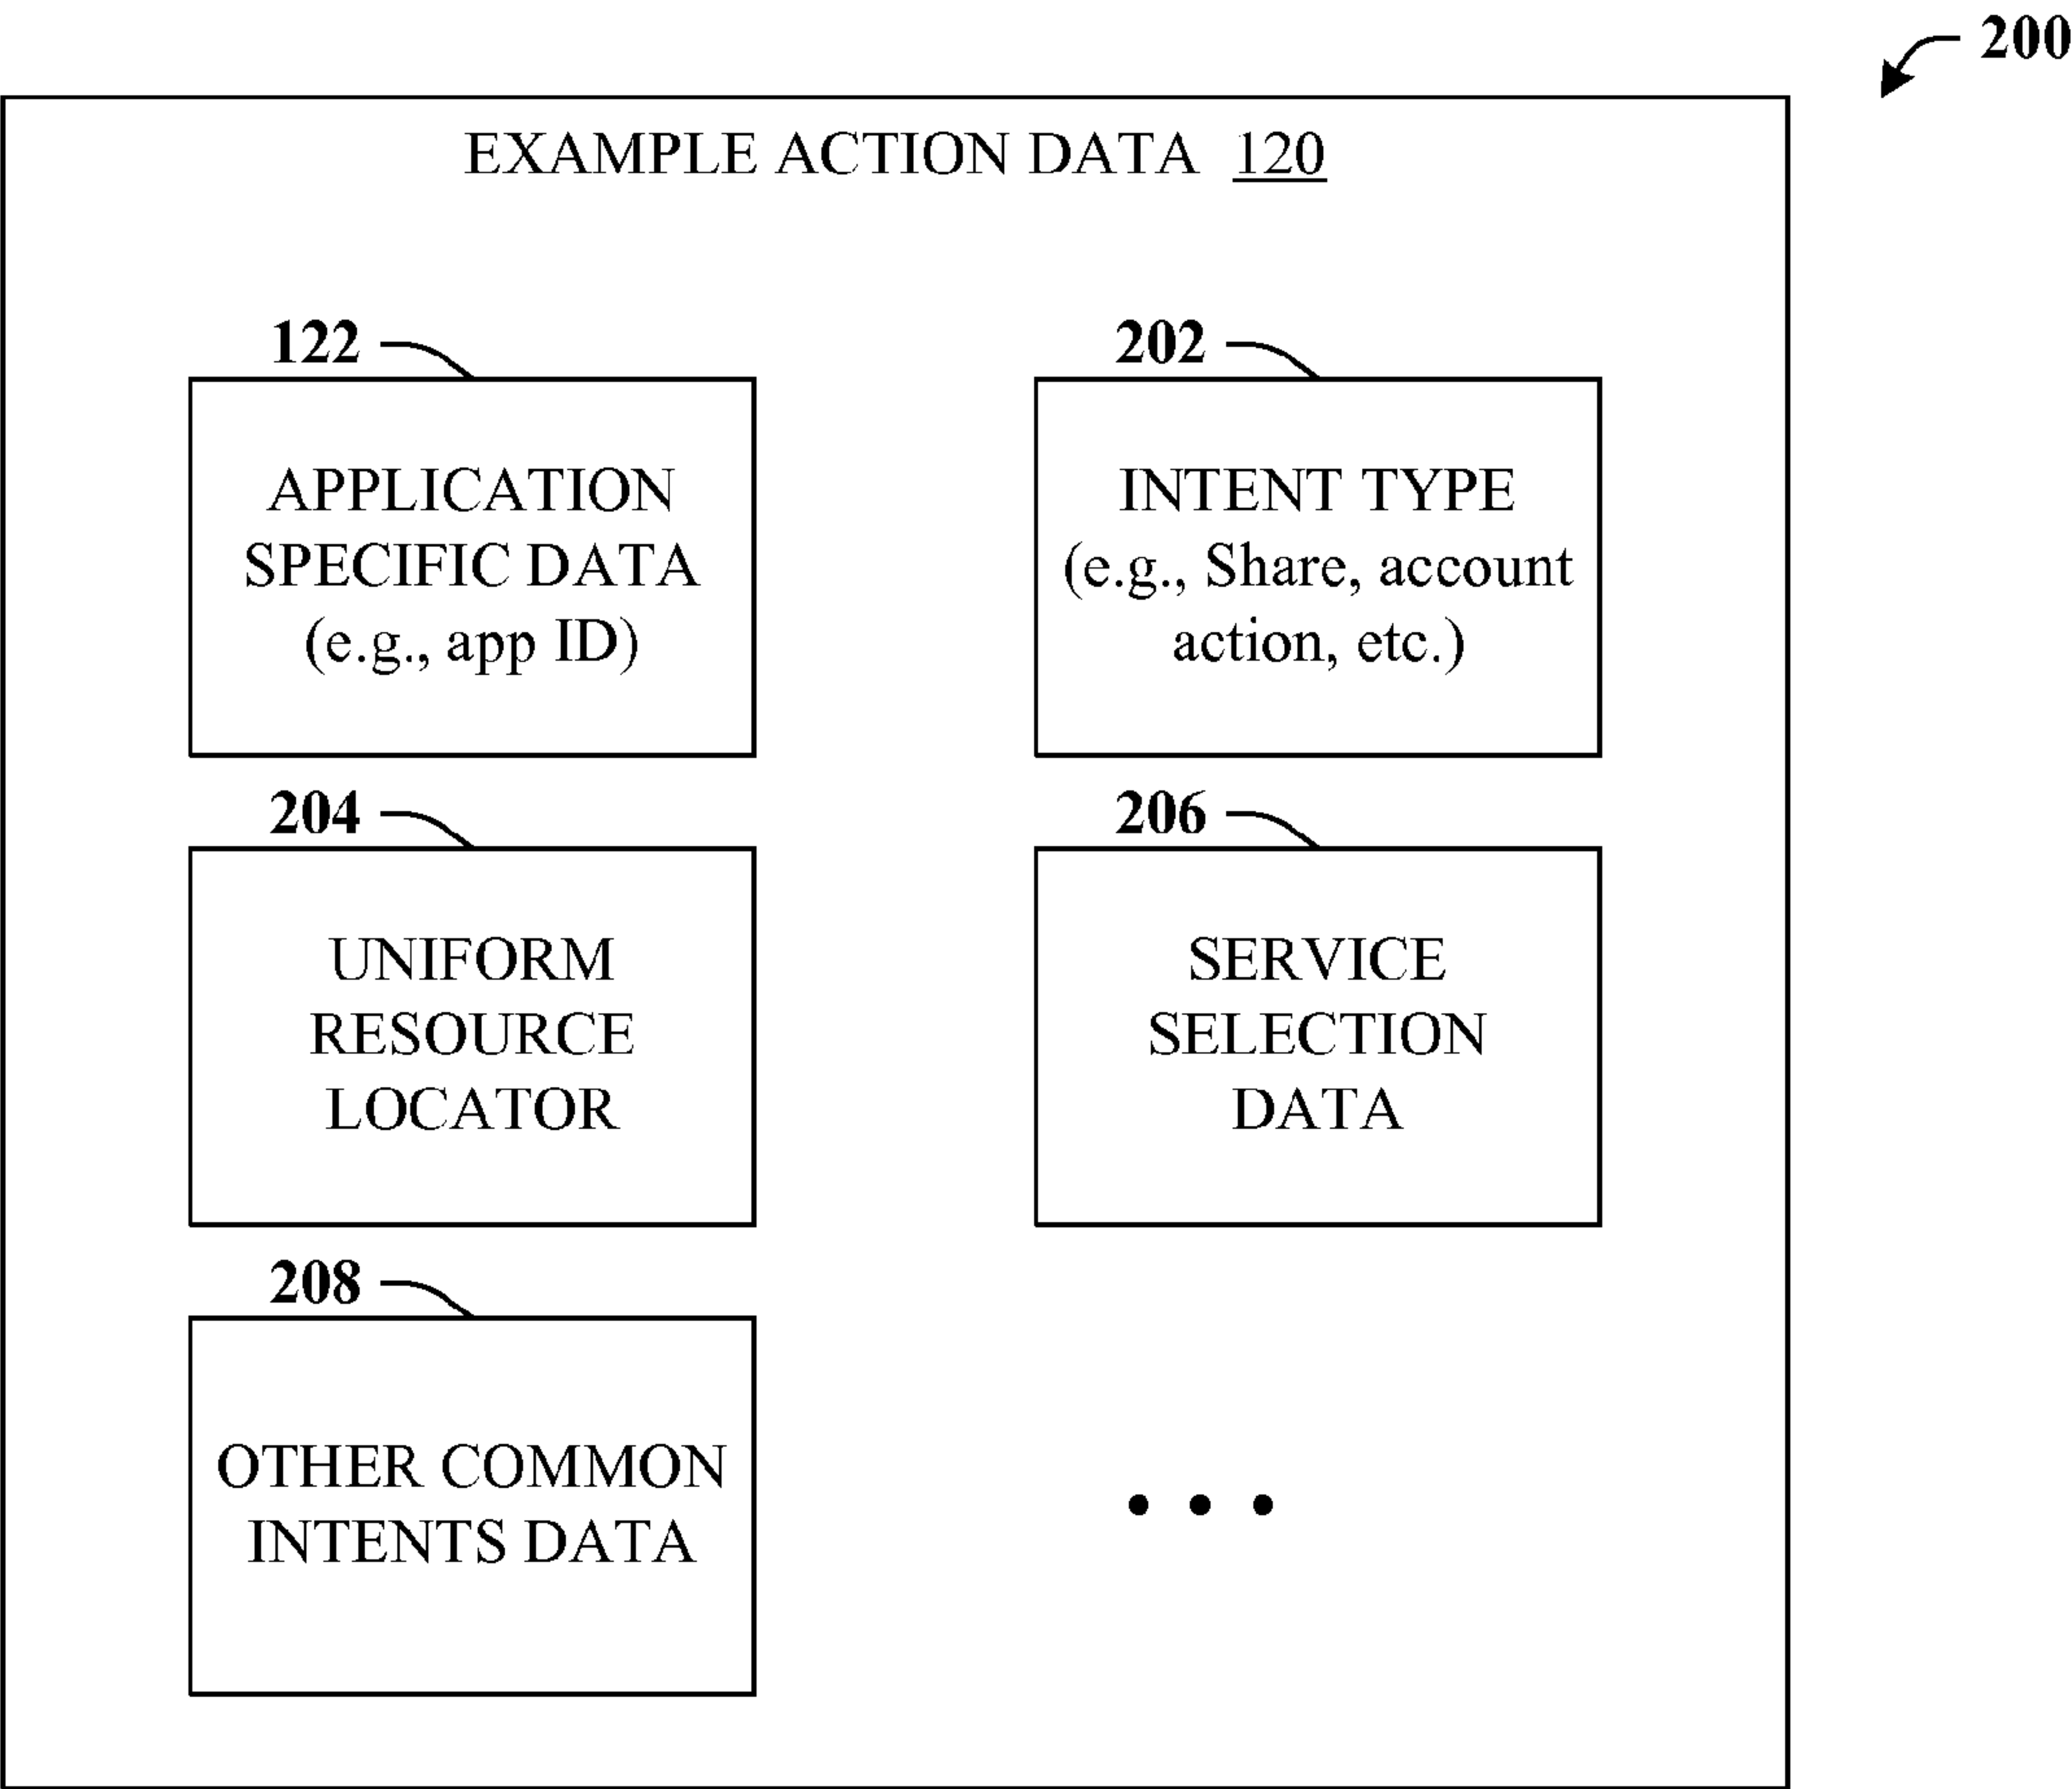 200
EXAMPLE ACTION DATA 120
122
APPLICATION
SPECIFIC DATA
(e.g., app ID)
202
INTENT TYPE
(e.g., Share, account
action, etc.)
204
UNIFORM
RESOURCE
LOCATOR
206
SERVICE
SELECTION
DATA
208
OTHER COMMON
INTENTS DATA
• • •